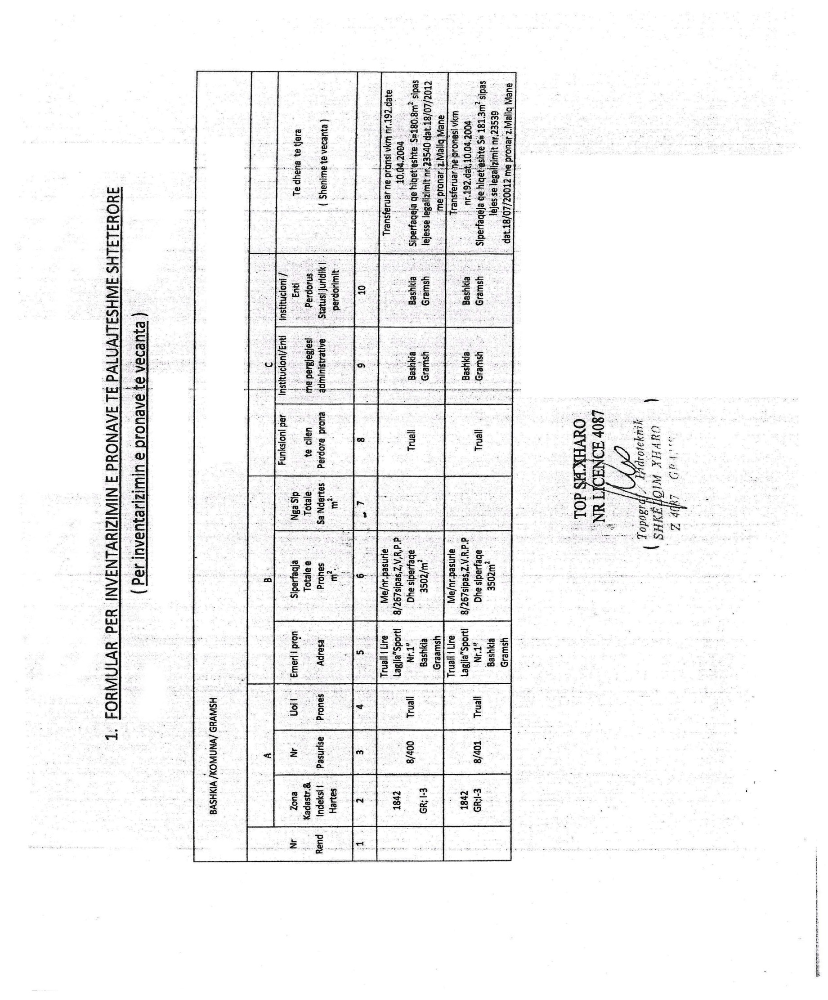 1. FORMULAR PER INVENTARIZIMIN E PRONAVE TE PALUAJTESHME SHTETERORE
( Per inventarizimin e pronave te vecanta )
BASHKIA /KOMUNA/ GRAMSH
A
B
C
Nr
Rend
Zona
Kadastr.&
Indeksi I
Hartes
Nr
Pasurise
Lloi I
Prones
Emeri I pron
Adresa
Siperfaqja
Totale e
Prones
m².
Nga Sip
Totale
Sa Ndertes
m².
Funksioni per
te cilen
Perdore prona
Institucioni/Enti
me pergjegjesi
administrative
Institucioni /
Enti
Perdorus
Statusi juridik I
perdorimit
Te dhena te tjera
( Shenime te vecanta )
1
2
3
4
5
6
7
8
9
10
1842
GR; I-3
8/400
Truall
Truall I Lire
Lagjia"Sporti
Nr.1"
Bashkia
Graamsh
Me/nr.pasurie
8/267sipas,Z,V,R,P.P
Dhe siperfaqe
3502/m²
Truall
Bashkia
Gramsh
Bashkia
Gramsh
Transferuar ne pronsi vkm nr.192.date
10.04.2004
Siperfaqeja qe hiqet eshte S=180.8m² sipas
lejesse legalizimit nr.23540 dat.18/07/2012
me pronar z.Maliq Mane
1842
GR;I-3
8/401
Truall
Truall I Lire
Lagjia"Sporti
Nr.1"
Bashkia
Gramsh
Me/nr.pasurie
8/267sipas,Z.V.R.P.P
Dhe siperfaqe
3502m²
Truall
Bashkia
Gramsh
Bashkia
Gramsh
Transferuar ne pronesi vkm
nr.192.dat,10.04.2004
Siperfaqeja qe hiqet eshte S= 181.3m² sipas
lejes se legalizimit nr.23539
dat.18/07/20012 me pronar z.Maliq Mane
TOP SH.XHARO
NR LICENCE 4087
( Topograf Hidroteknik )
SHKËLQIM XHARO
Z 4087